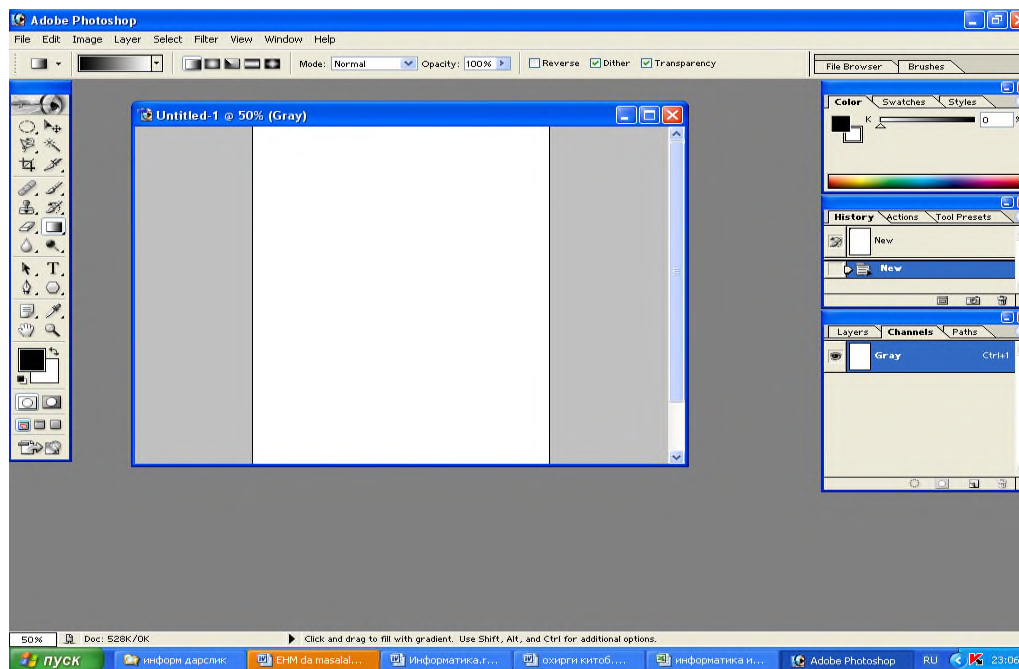 Adobe Photoshop
File Edit Image Layer Select Filter View Window Help
Mode: Normal Opacity: 100% Reverse Dither Transparency File Browser Brushes
Untitled-1 @ 50% (Gray)
Color Swatches Styles
K 0 %
History Actions Tool Presets
New
New
Layers Channels Paths
Gray Ctrl+1
50% Doc: 528K/0K Click and drag to fill with gradient. Use Shift, Alt, and Ctrl for additional options.
пуск информ дарслик EHM da masalal... Информатика.r... охирги китоб.... информатика и... Adobe Photoshop RU 23:06